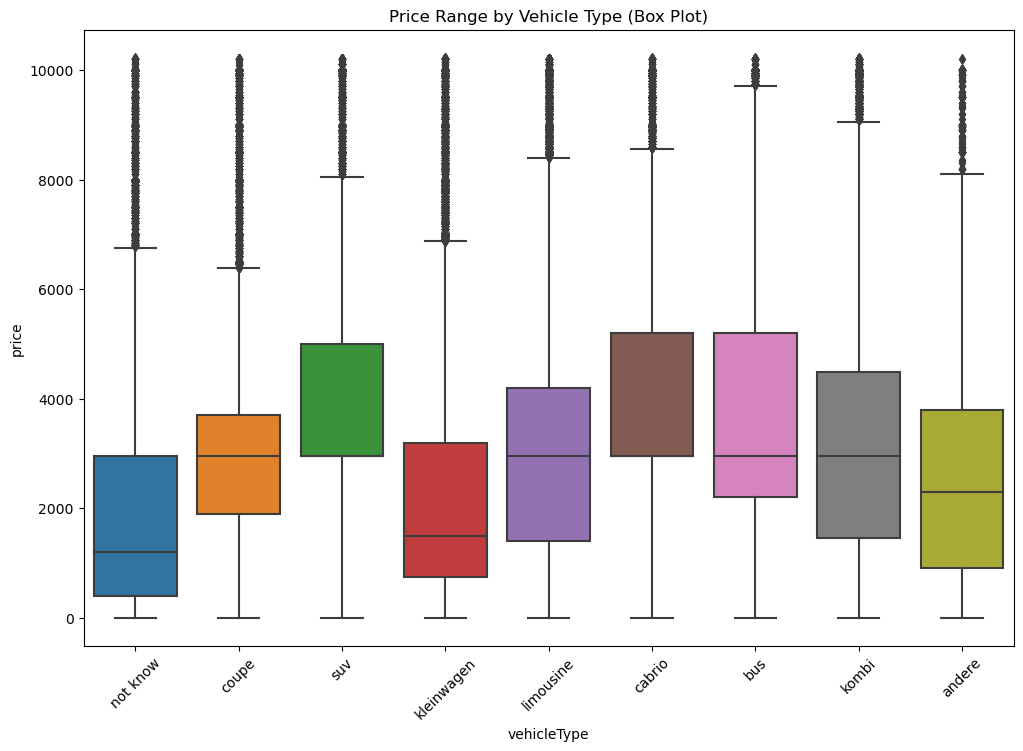 Price Range by Vehicle Type (Box Plot)
price
10000
8000
6000
4000
2000
0
not know
coupe
suv
kleinwagen
limousine
cabrio
bus
kombi
andere
vehicleType